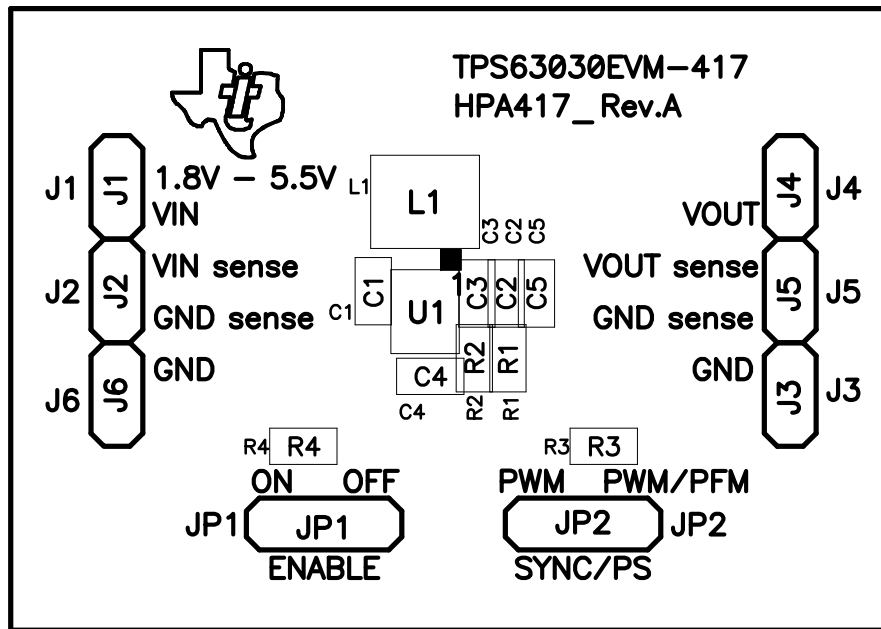 TPS63030EVM-417
HPA417_Rev.A
J1
J1
1.8V - 5.5V
VIN
L1
L1
VOUT
J4
J4
C3
C2
C5
J2
J2
VIN sense
GND sense
C1
C1
U1
1
C3
C2
C5
VOUT sense
GND sense
J5
J5
J6
J6
GND
C4
C4
R2
R1
R2
R1
GND
J3
J3
R4
R4
R3
R3
ON OFF
JP1
JP1
ENABLE
PWM PWM/PFM
JP2
JP2
SYNC/PS